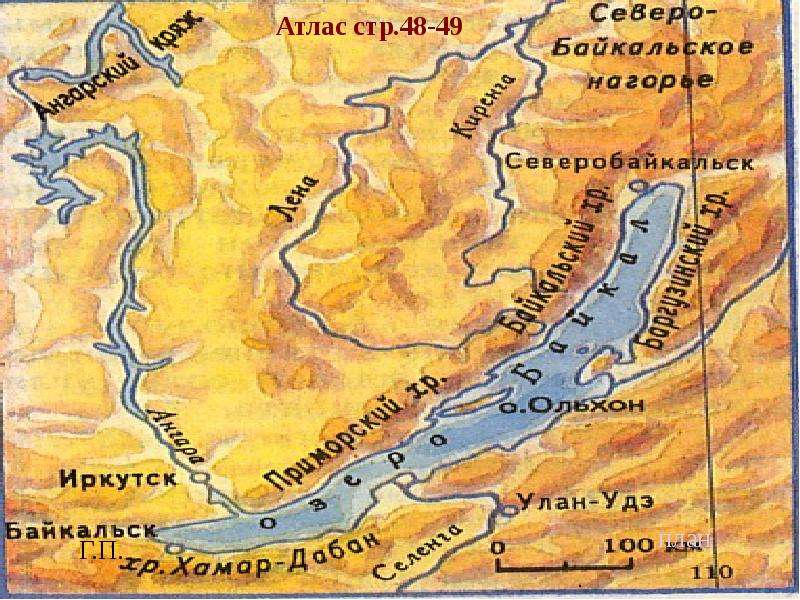 Атлас стр.48-49
Северо-
Байкальское
нагорье
Ангарский кряж
Киренга
Лена
Северобайкальск
Байкальский хр.
Баргузинский хр.
озеро Байкал
Приморский хр.
о.Ольхон
Ангара
Иркутск
Байкальск
Г.П.
хр.Хамар-Дабан
Селенга
Улан-Удэ
0 100 км
план
110